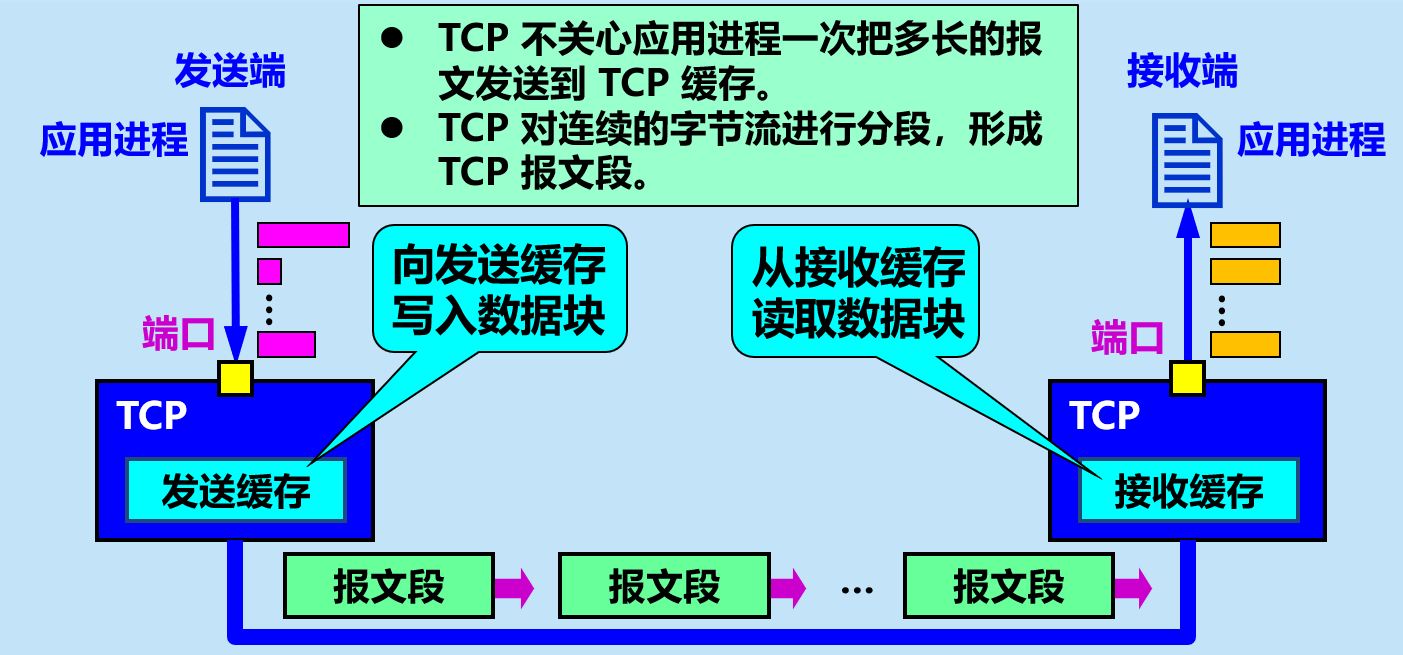 ● TCP 不关心应用进程一次把多长的报
文发送到 TCP 缓存。
● TCP 对连续的字节流进行分段，形成
TCP 报文段。
发送端
应用进程
接收端
应用进程
向发送缓存
写入数据块
从接收缓存
读取数据块
端口
端口
TCP
发送缓存
TCP
接收缓存
报文段
报文段
…
报文段